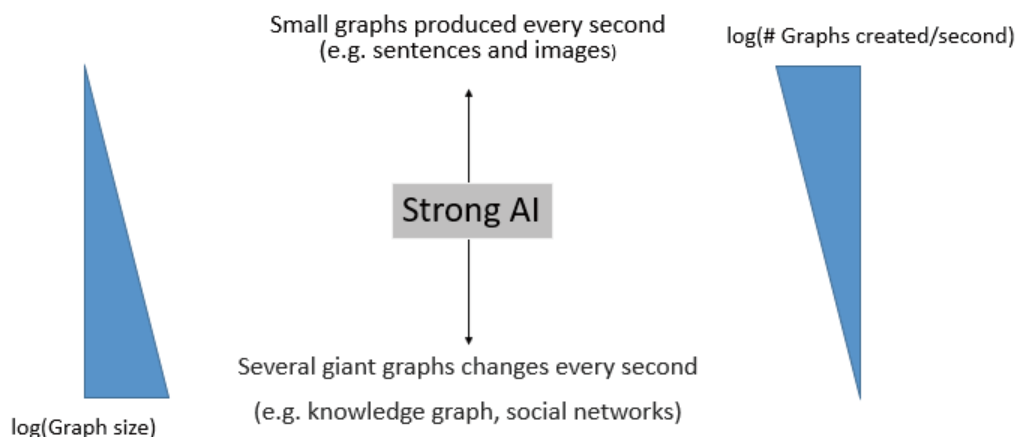 Small graphs produced every second
(e.g. sentences and images)
log(# Graphs created/second)
Strong AI
Several giant graphs changes every second
(e.g. knowledge graph, social networks)
log(Graph size)